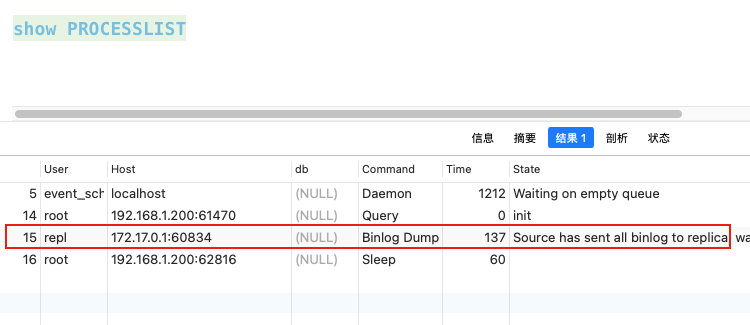 show PROCESSLIST
信息 摘要 结果 1 剖析 状态
User Host db Command Time State
5 event_sch localhost (NULL) Daemon 1212 Waiting on empty queue
14 root 192.168.1.200:61470 (NULL) Query 0 init
15 repl 172.17.0.1:60834 (NULL) Binlog Dump 137 Source has sent all binlog to replica; wa
16 root 192.168.1.200:62816 (NULL) Sleep 60